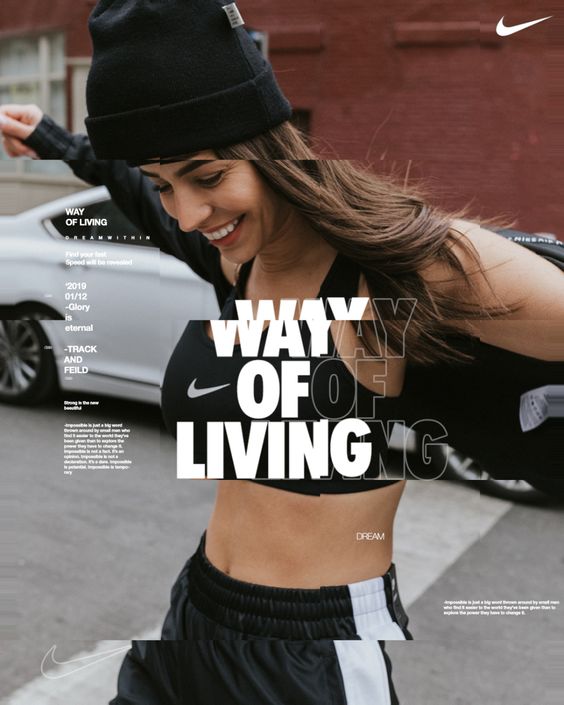 WAY
OF LIVING
DREAMWITHIN
Find your fast
Speed will be revealed
'2019
01/12
-Glory
is
eternal
-TRACK
AND
FEILD
Strong is the new
beautiful
-Impossible is just a big word
thrown around by small men who
find it easier to the world they've
been given than to explore the
power they have to change it.
Impossible is not a fact. It's an
opinion. Impossible is not a
declaration. It's a dare. Impossible
is potential. Impossible is tempo-
rary
WAY
WAY
OF OF
LIVING
DREAM
-Impossible is just a big word thrown around by small men
who find it easier to the world they've been given than to
explore the power they have to change it.